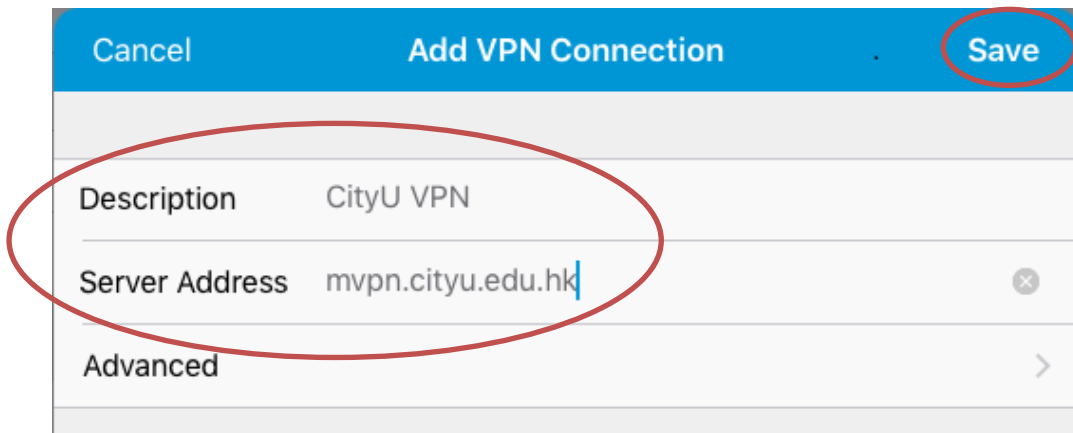 Cancel Add VPN Connection Save
Description CityU VPN
Server Address mvpn.cityu.edu.hk
Advanced